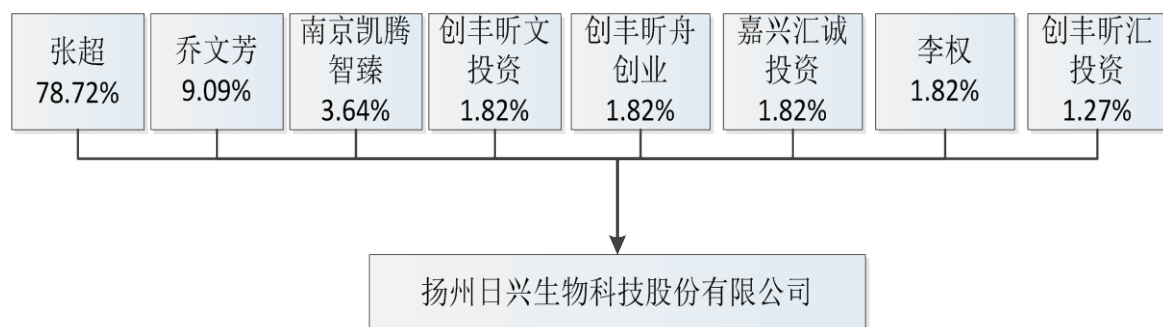 张超
78.72%
乔文芳
9.09%
南京凯腾
智臻
3.64%
创丰昕文
投资
1.82%
创丰昕舟
创业
1.82%
嘉兴汇诚
投资
1.82%
李权
1.82%
创丰昕汇
投资
1.27%
扬州日兴生物科技股份有限公司